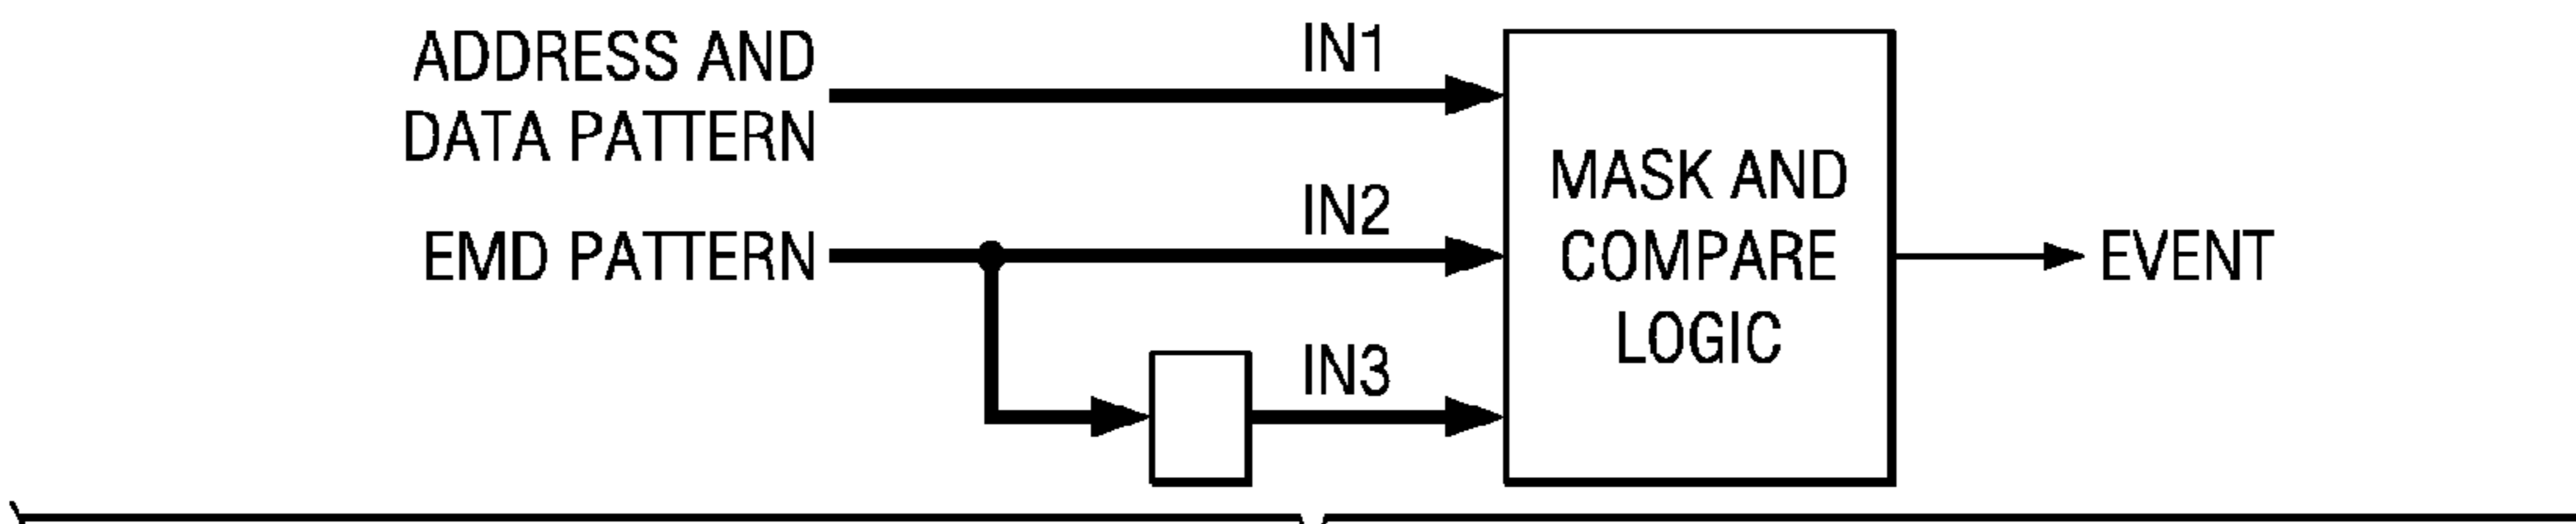 ADDRESS AND
DATA PATTERN
IN1
EMD PATTERN
IN2
IN3
MASK AND
COMPARE
LOGIC
EVENT